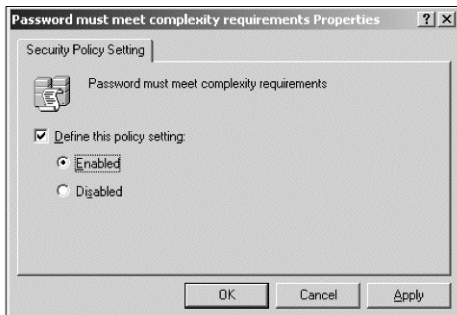 Password must meet complexity requirements Properties ? X
Security Policy Setting
Password must meet complexity requirements
Define this policy setting:
Enabled
Disabled
OK Cancel Apply